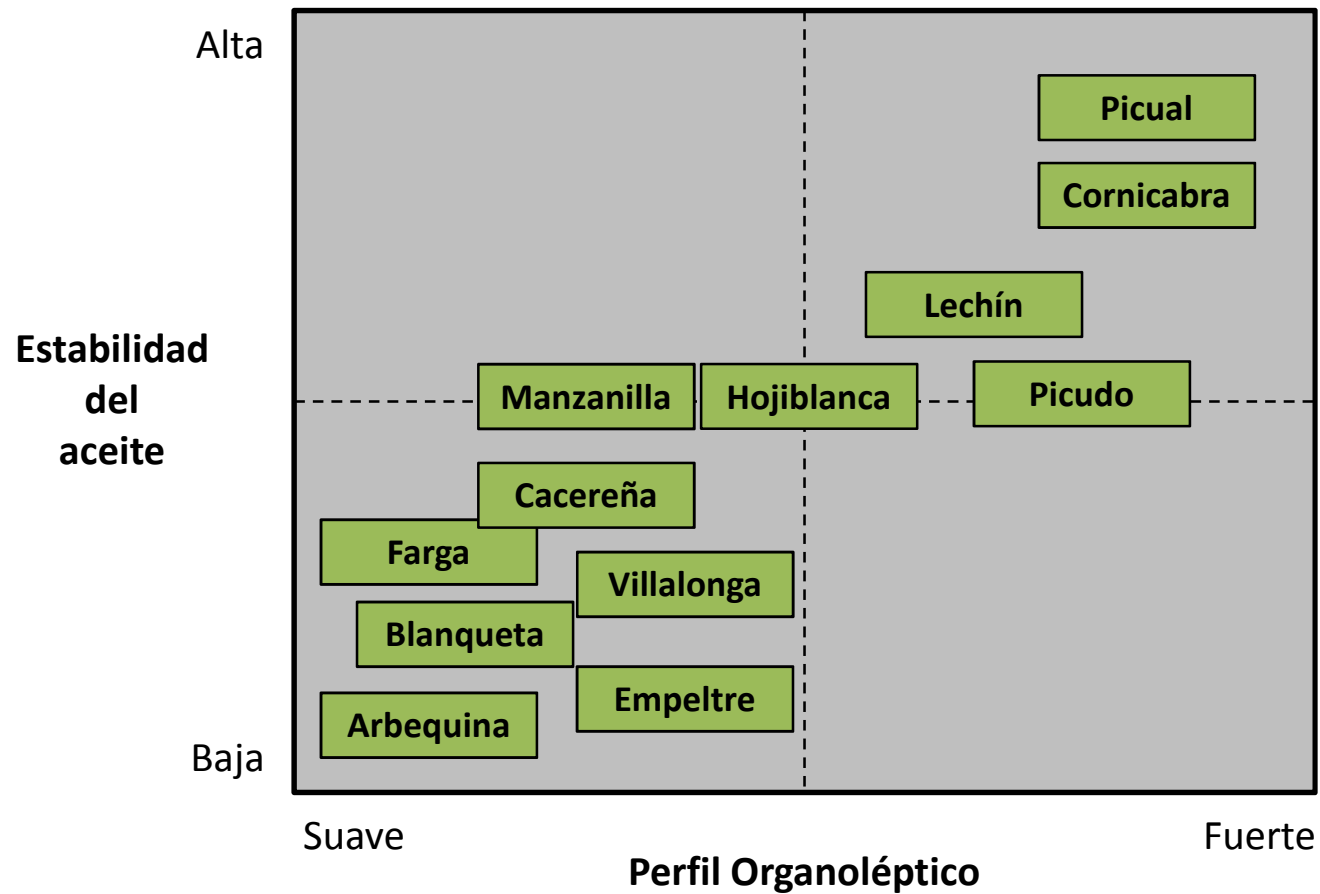 Alta
Picual
Cornicabra
Lechín
Estabilidad
del
aceite
Manzanilla
Hojiblanca
Picudo
Cacereña
Farga
Villalonga
Blanqueta
Empeltre
Arbequina
Baja
Suave
Fuerte
Perfil Organoléptico